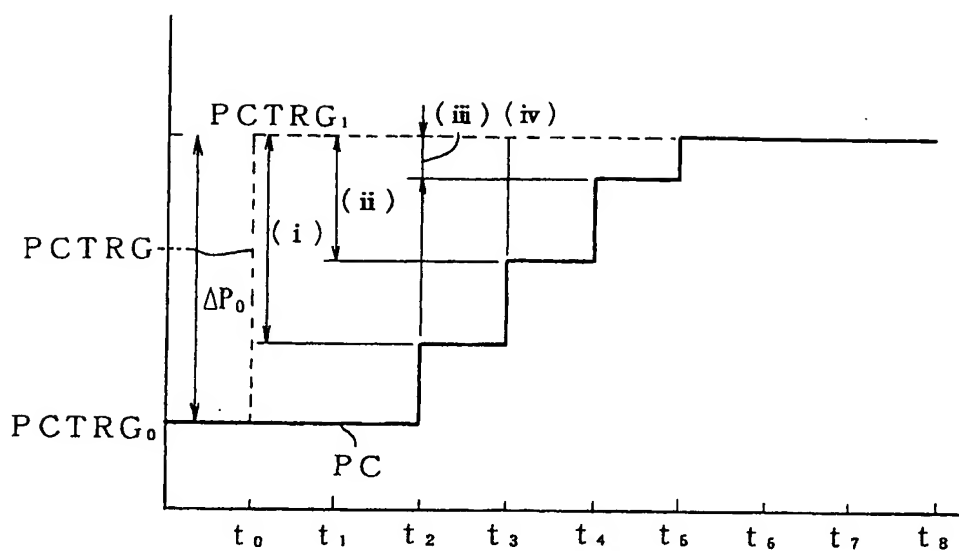 PCTRG₁
(iii) (iv)
(ii)
(i)
PCTRG
ΔP₀
PCTRG₀
PC
t₀ t₁ t₂ t₃ t₄ t₅ t₆ t₇ t₈